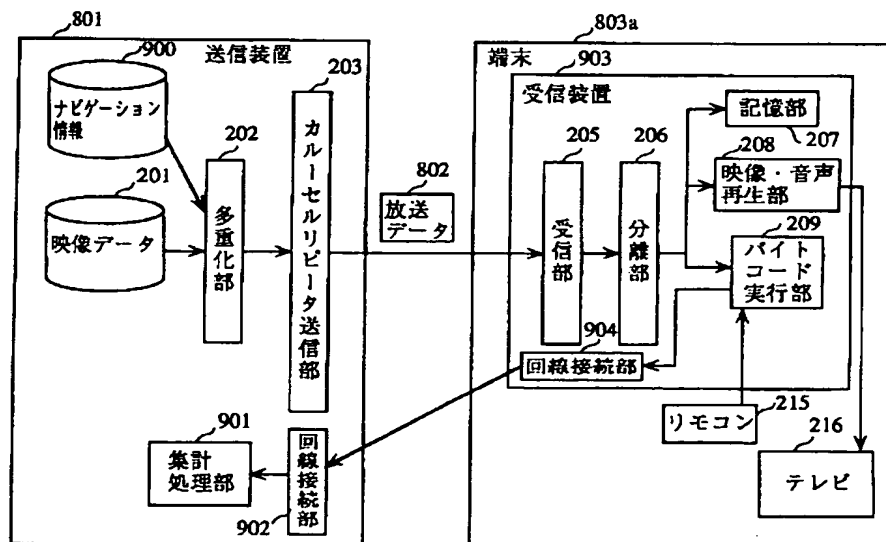 801
900
送信装置
ナビゲーション
情報
203
202
201
映像データ
多重化部
カルーセルリピータ送信部
802
放送
データ
901
集計
処理部
回線接続部
902
803a
端末
903
受信装置
205
206
受信部
分離部
記憶部
207
208
映像・音声
再生部
209
バイト
コード
実行部
904
回線接続部
リモコン
215
216
テレビ